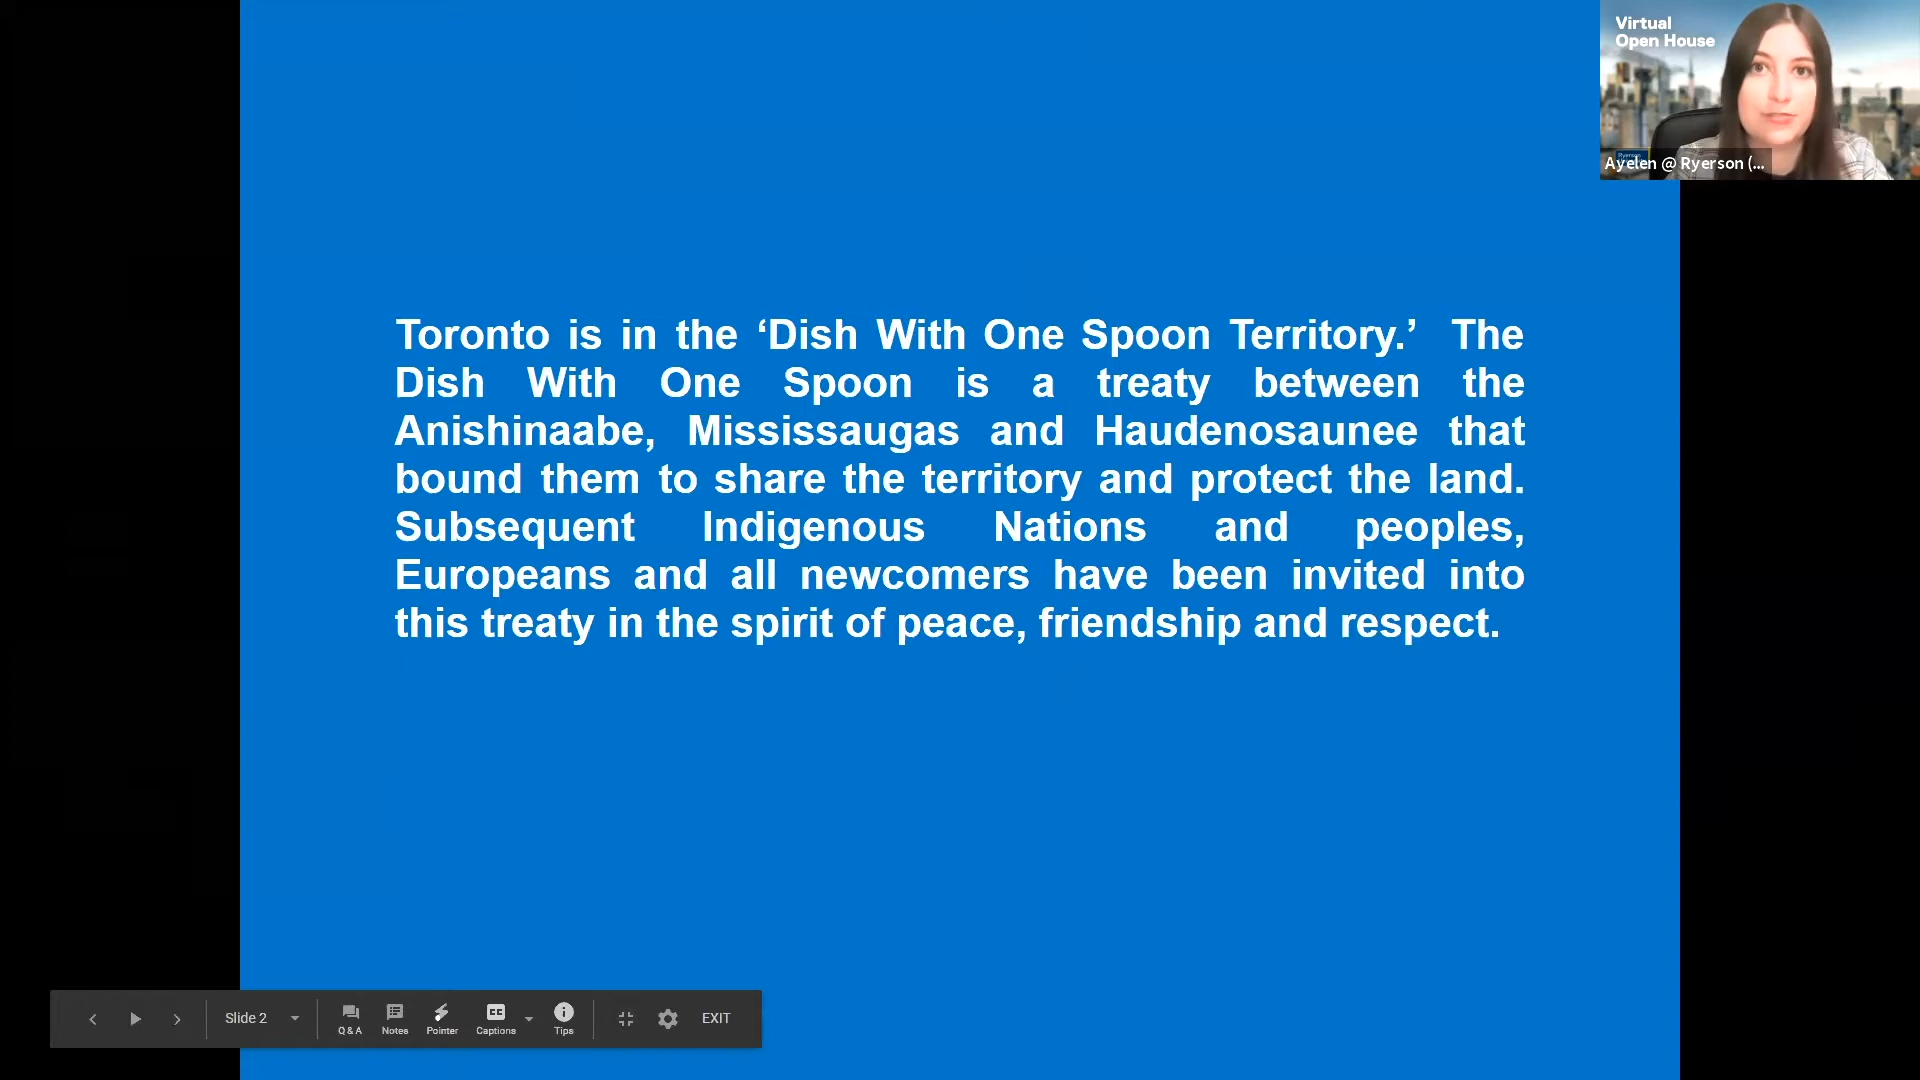 Virtual
Open House
Ayelen @ Ryerson (...
Toronto is in the ‘Dish With One Spoon Territory.’ The
Dish With One Spoon is a treaty between the
Anishinaabe, Mississaugas and Haudenosaunee that
bound them to share the territory and protect the land.
Subsequent Indigenous Nations and peoples,
Europeans and all newcomers have been invited into
this treaty in the spirit of peace, friendship and respect.
Slide 2
Q & A
Notes
Pointer
CC
Captions
Tips
EXIT